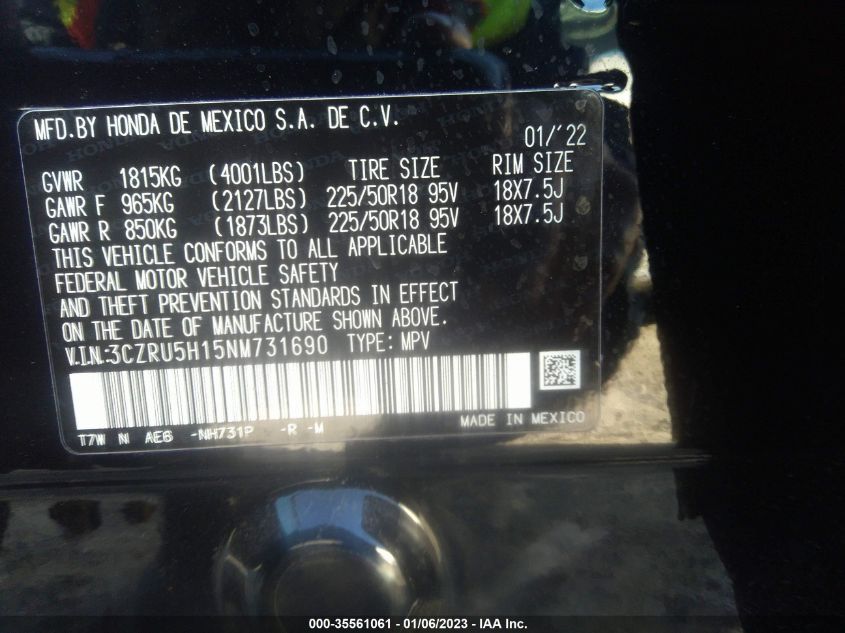 MFD.BY HONDA DE MEXICO S.A. DE C.V.
01/'22
GVWR 1815KG (4001LBS) TIRE SIZE RIM SIZE
GAWR F 965KG (2127LBS) 225/50R18 95V 18X7.5J
GAWR R 850KG (1873LBS) 225/50R18 95V 18X7.5J
THIS VEHICLE CONFORMS TO ALL APPLICABLE
FEDERAL MOTOR VEHICLE SAFETY
AND THEFT PREVENTION STANDARDS IN EFFECT
ON THE DATE OF MANUFACTURE SHOWN ABOVE.
V.I.N:3CZRU5H15NM731690 TYPE: MPV
T7W N AE6 -NH731P -R -M MADE IN MEXICO
000-35561061 - 01/06/2023 - IAA Inc.